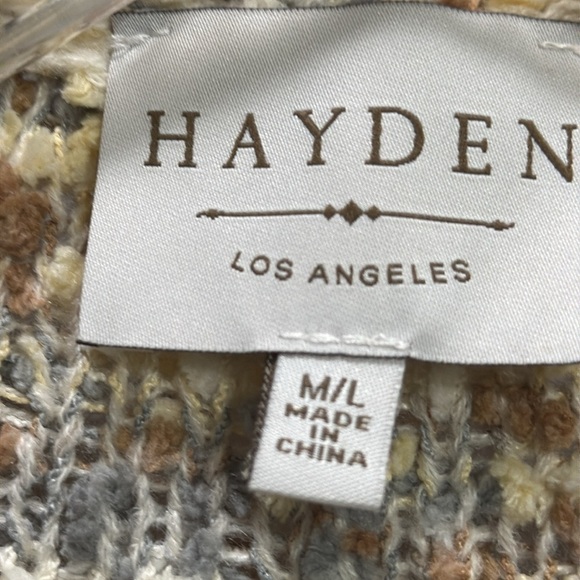 HAYDEN
LOS ANGELES
M/L
MADE
IN
CHINA